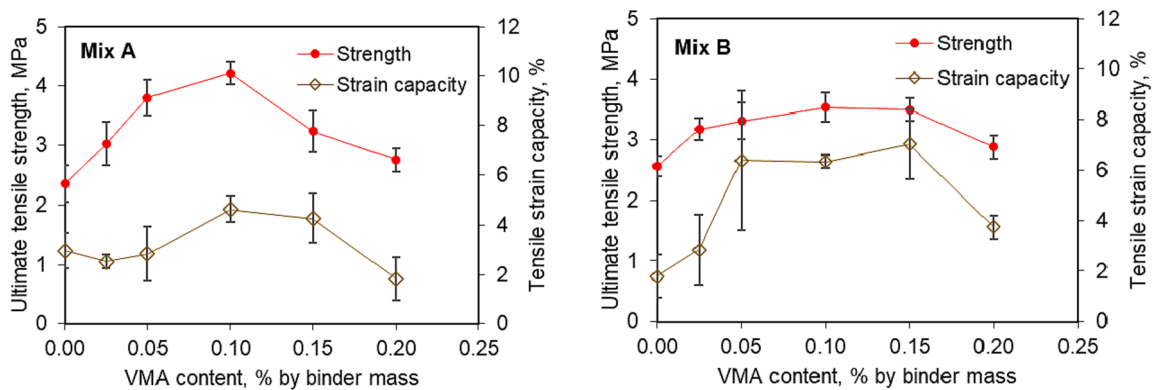 Mix A
Strength
Strain capacity
Ultimate tensile strength, MPa
5
4
3
2
1
0
Tensile strain capacity, %
12
10
8
6
4
2
0
0.00 0.05 0.10 0.15 0.20 0.25
VMA content, % by binder mass
Mix B
Strength
Strain capacity
Ultimate tensile strength, MPa
5
4
3
2
1
0
Tensile strain capacity, %
12
10
8
6
4
2
0
0.00 0.05 0.10 0.15 0.20 0.25
VMA content, % by binder mass